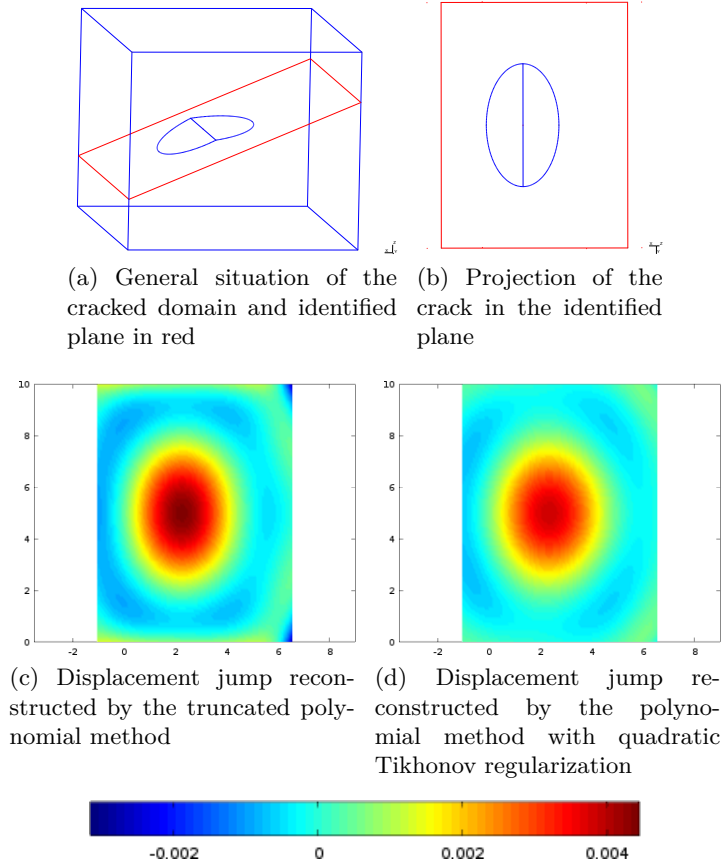 (a) General situation of the
cracked domain and identified
plane in red
(b) Projection of the
crack in the identified
plane
10
8
6
4
2
0
-2
0
2
4
6
8
(c) Displacement jump recon-
structed by the truncated poly-
nomial method
10
8
6
4
2
0
-2
0
2
4
6
8
(d) Displacement jump re-
constructed by the polyno-
mial method with quadratic
Tikhonov regularization
-0.002
0
0.002
0.004